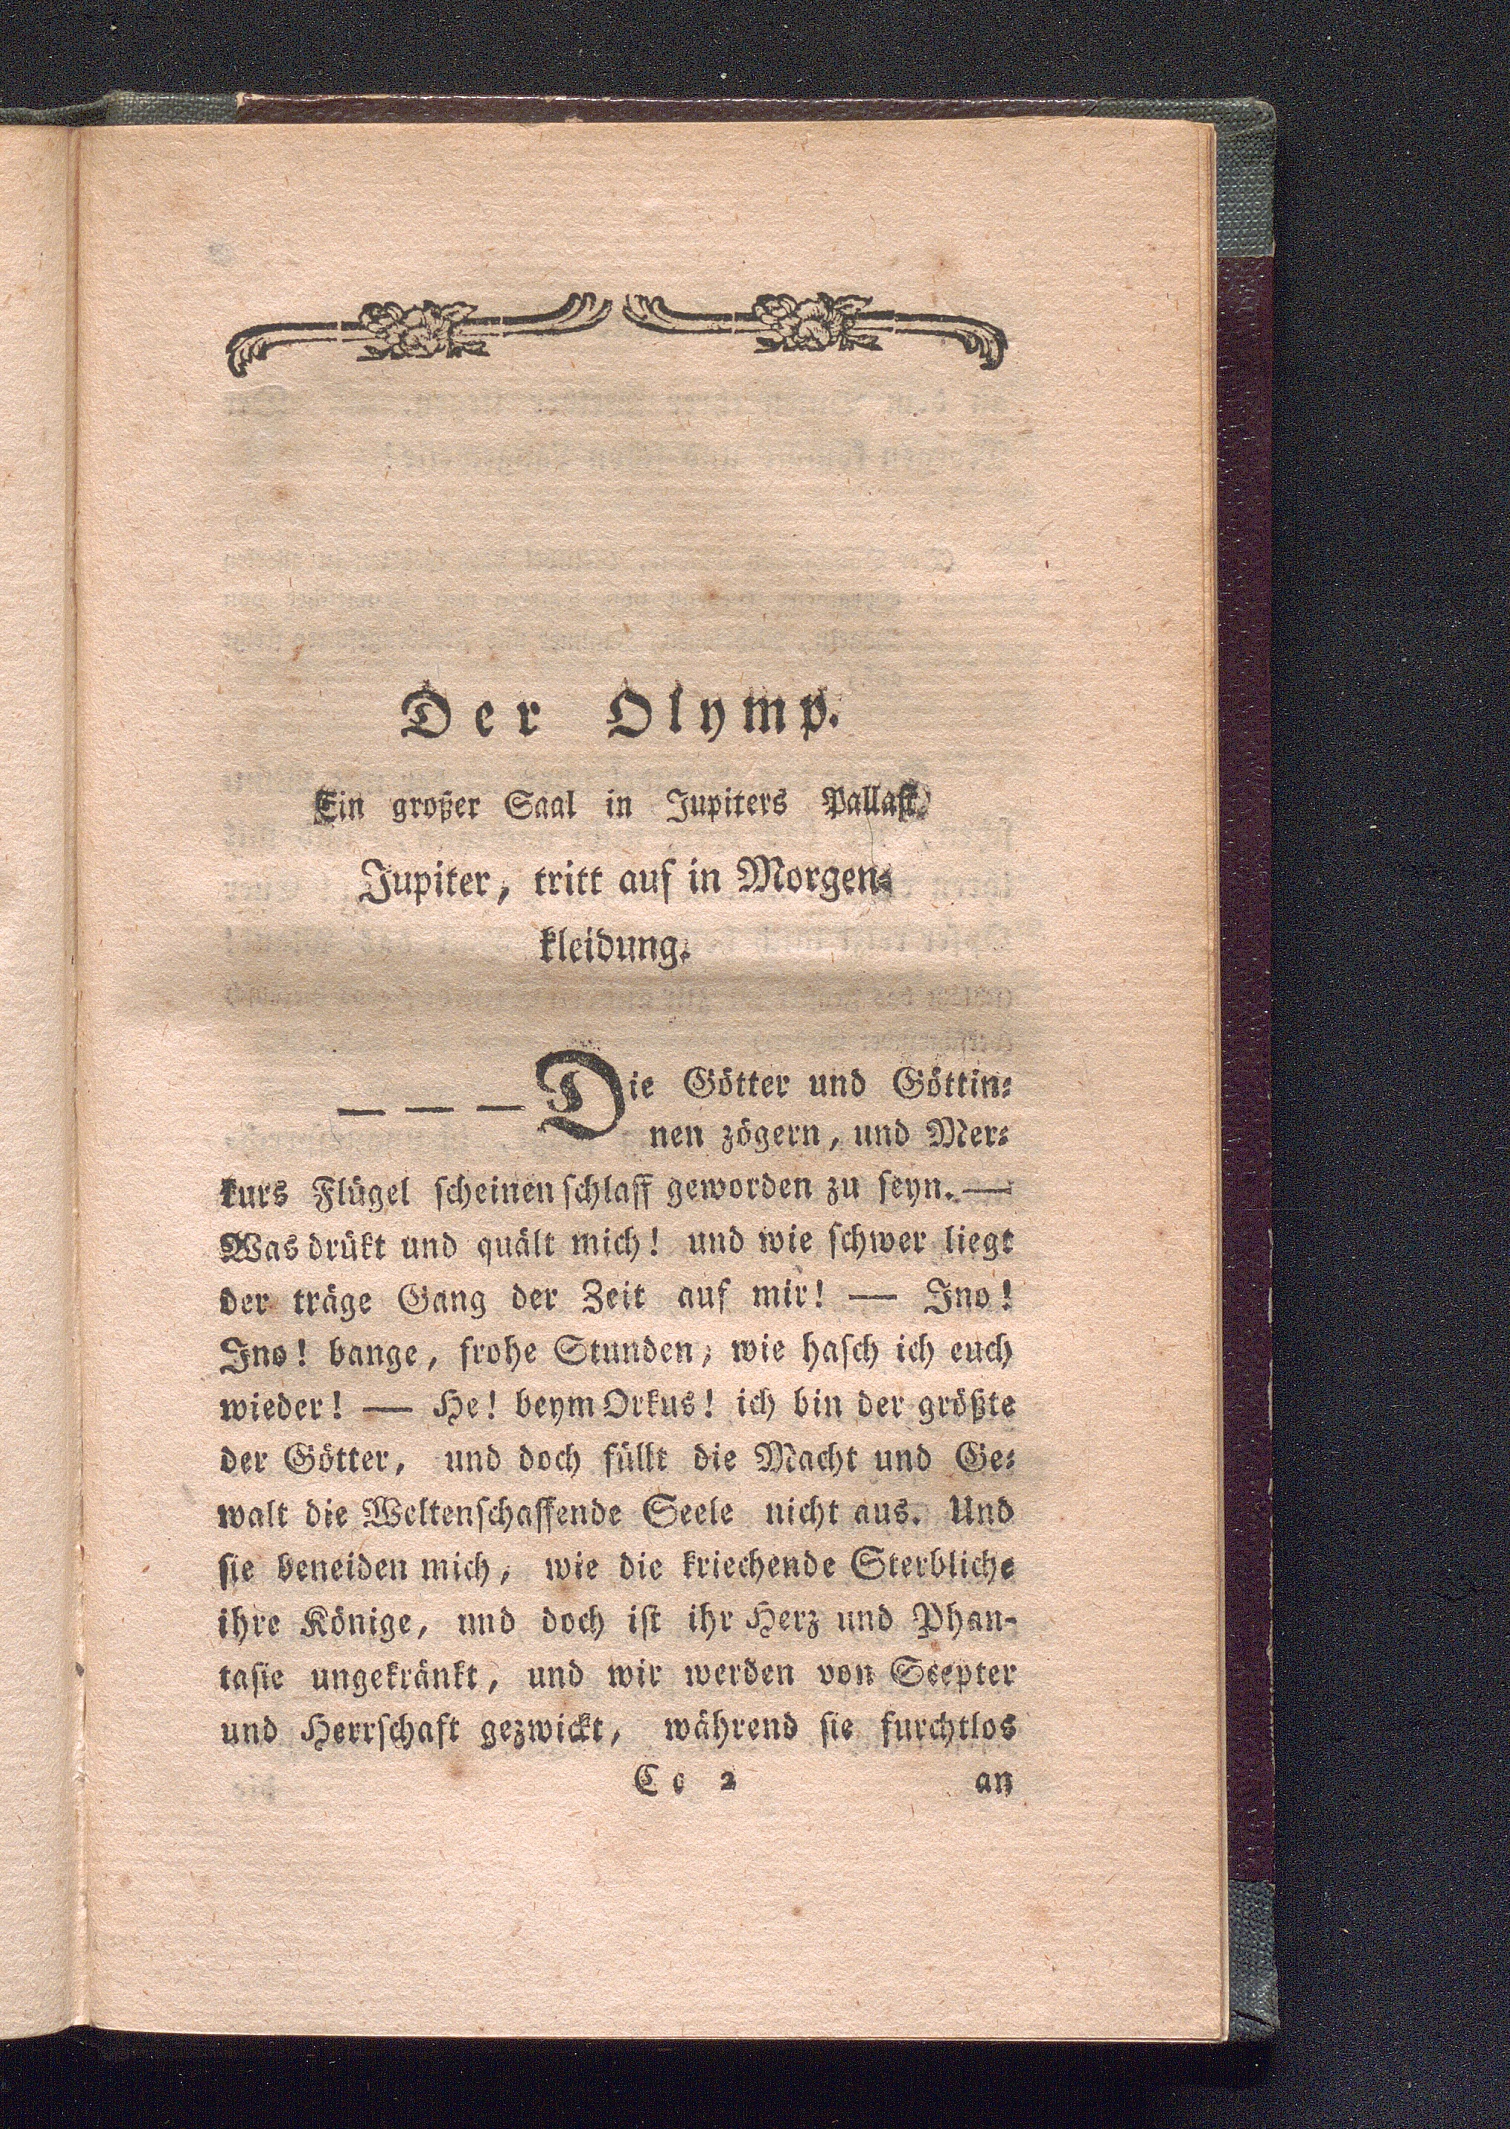 Der Olymp.
Ein großer Saal in Jupiters Pallast.
Jupiter, tritt auf in Morgen-
kleidung.
— — — Die Götter und Göttin-
nen zögern, und Mer-
kurs Flügel scheinen schlaff geworden zu seyn. —
Was drükt und quält mich! und wie schwer liegt
der träge Gang der Zeit auf mir! — Ino!
Ino! bange, frohe Stunden, wie hasch ich euch
wieder! — He! beym Orkus! ich bin der größte
der Götter, und doch füllt die Macht und Ge-
walt die Weltenschaffende Seele nicht aus. Und
sie beneiden mich, wie die kriechende Sterbliche
ihre Könige, und doch ist ihr Herz und Phan-
tasie ungekränkt, und wir werden von Scepter
und Herrschaft gezwickt, während sie furchtlos
Cc 2 an